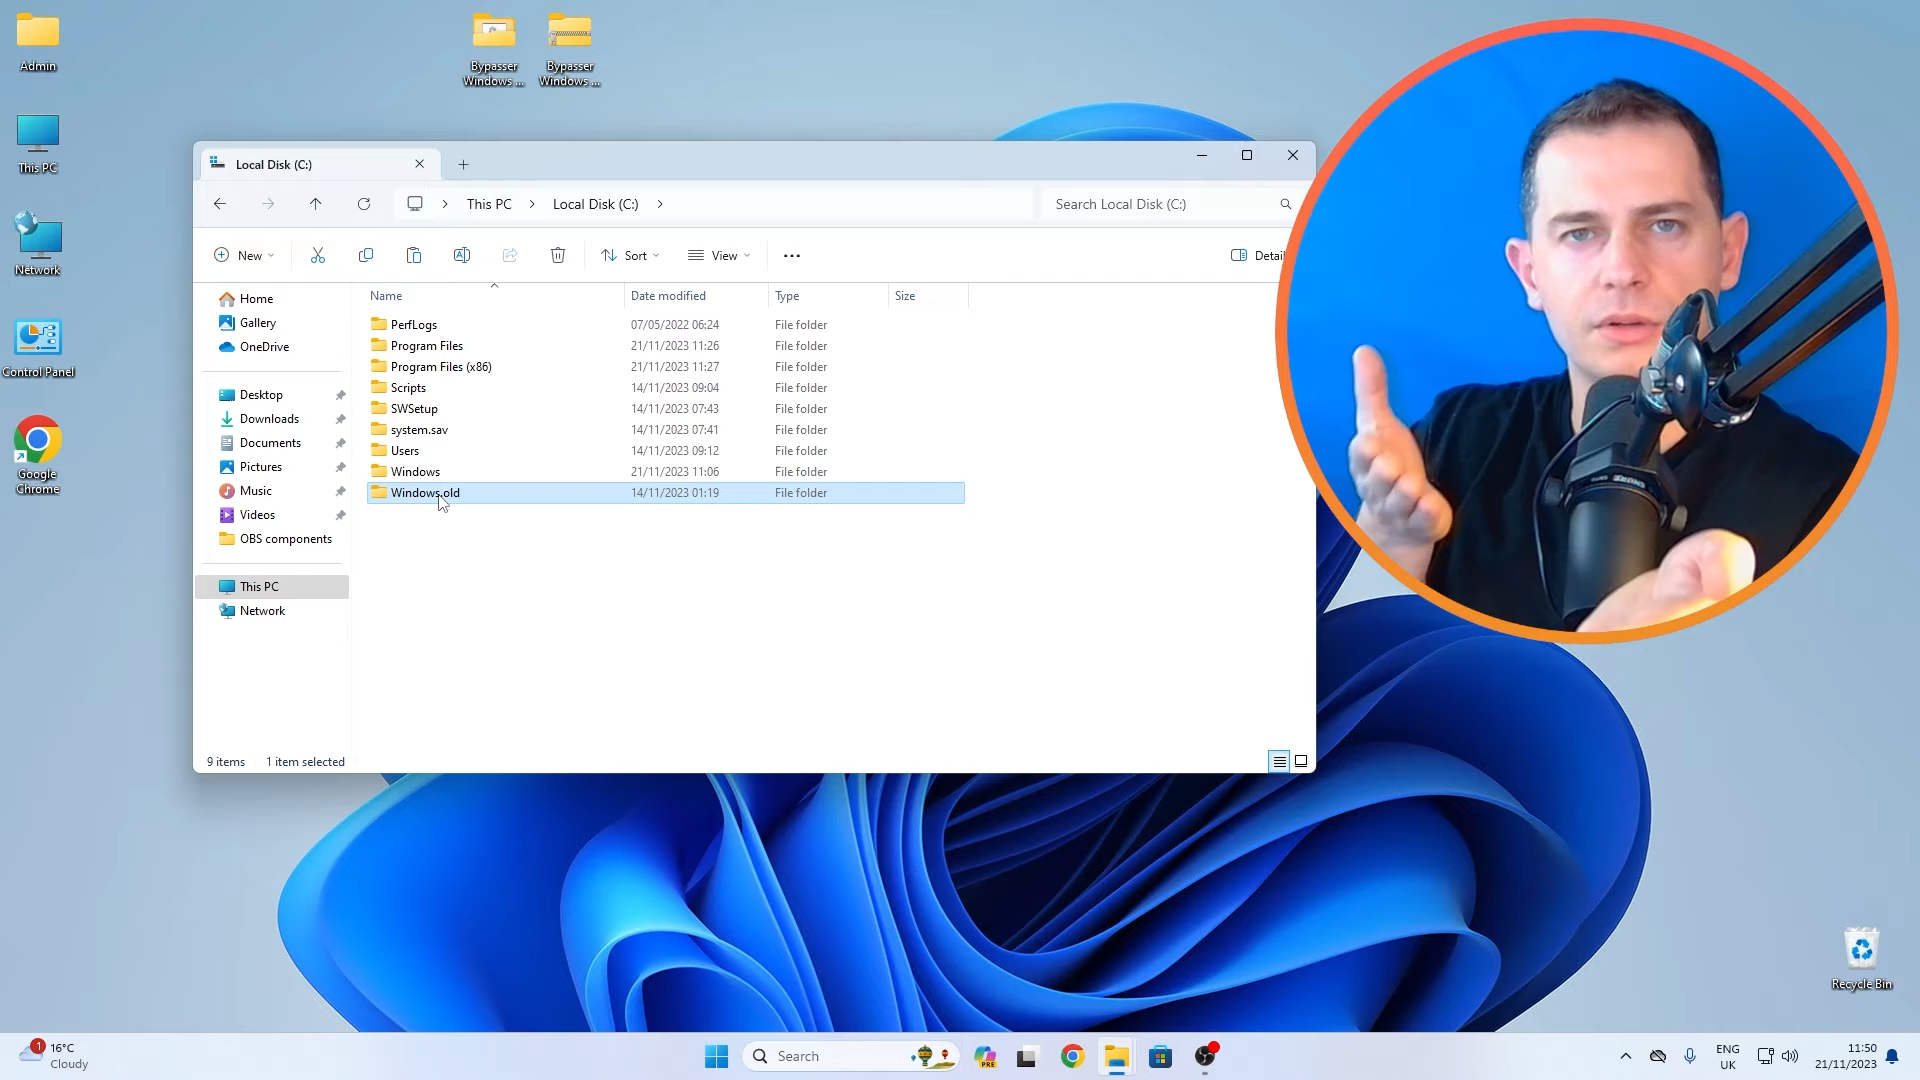 Admin
Bypasser
Windows ...
Bypasser
Windows ...
This PC
Network
Control Panel
Google
Chrome
Local Disk (C:)
This PC
Local Disk (C:)
Search Local Disk (C:)
New
Sort
View
Detail
Home
Gallery
OneDrive
Desktop
Downloads
Documents
Pictures
Music
Videos
OBS components
This PC
Network
Name Date modified Type Size
PerfLogs 07/05/2022 06:24 File folder
Program Files 21/11/2023 11:26 File folder
Program Files (x86) 21/11/2023 11:27 File folder
Scripts 14/11/2023 09:04 File folder
SWSetup 14/11/2023 07:43 File folder
system.sav 14/11/2023 07:41 File folder
Users 14/11/2023 09:12 File folder
Windows 21/11/2023 11:06 File folder
Windows.old 14/11/2023 01:19 File folder
9 items 1 item selected
Recycle Bin
1
16°C
Cloudy
Search
PRE
ENG
UK
11:50
21/11/2023